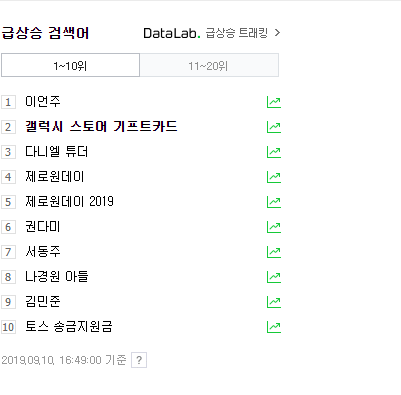 급상승 검색어 DataLab. 급상승 트래킹 >
1~10위 11~20위
1 이언주
2 갤럭시 스토어 기프트카드
3 다니엘 튜더
4 제로원데이
5 제로원데이 2019
6 권다미
7 서동주
8 나경원 아들
9 김민준
10 토스 송금지원금
2019.09.10. 16:49:00 기준 ?